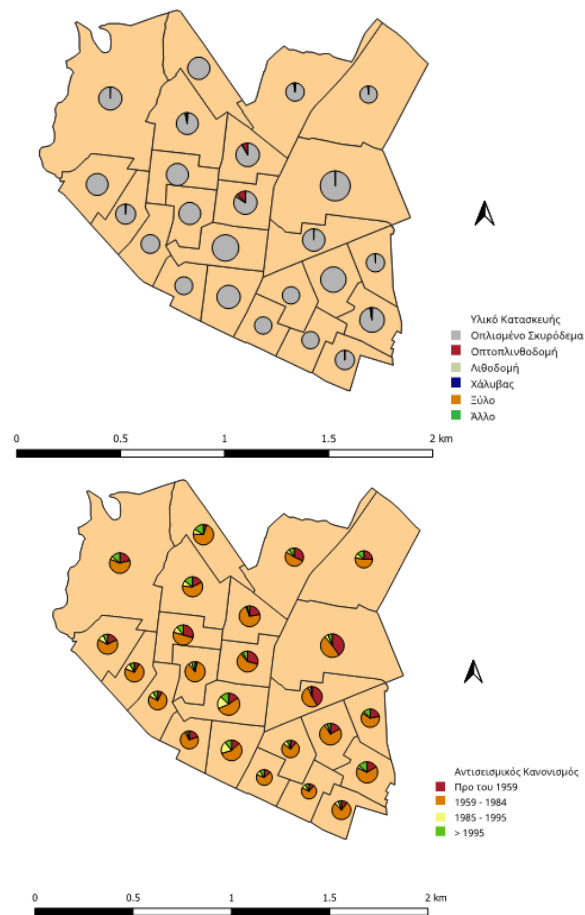 Υλικό Κατασκευής
Οπλισμένο Σκυρόδεμα
Οπτοπλινθοδομή
Λιθοδομή
Χάλυβας
Ξύλο
Άλλο
0 0.5 1 1.5 2 km
Αντισεισμικός Κανονισμός
Προ του 1959
1959 - 1984
1985 - 1995
> 1995
0 0.5 1 1.5 2 km